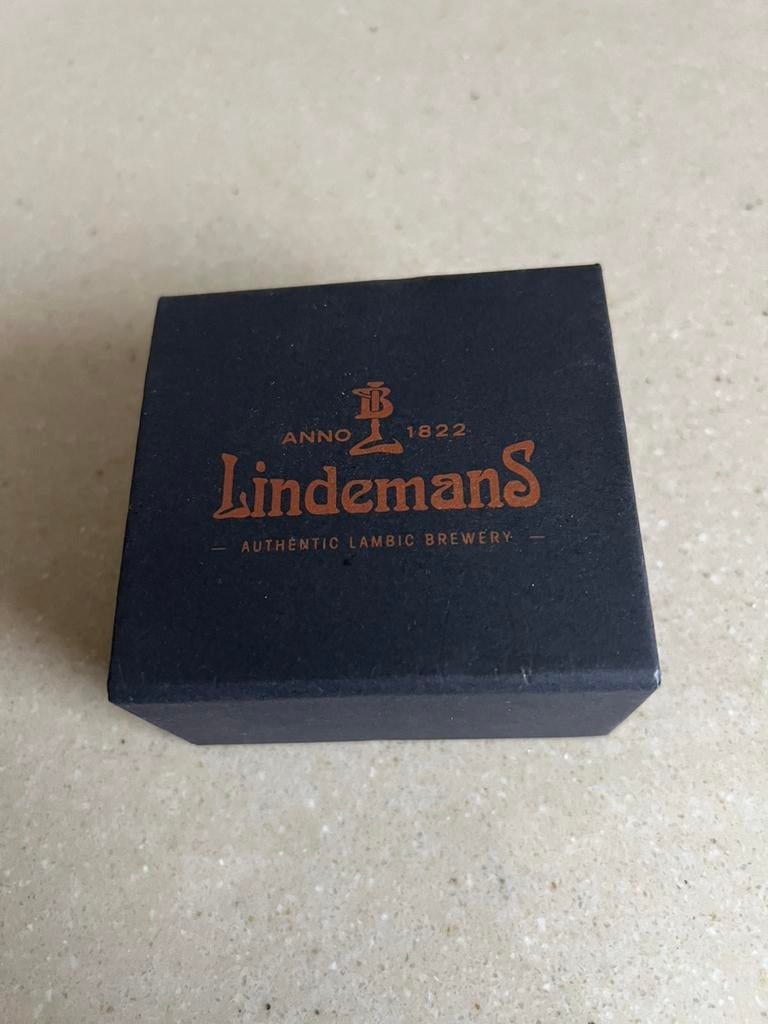 ANNO 1822
LindemanS
— AUTHENTIC LAMBIC BREWERY —